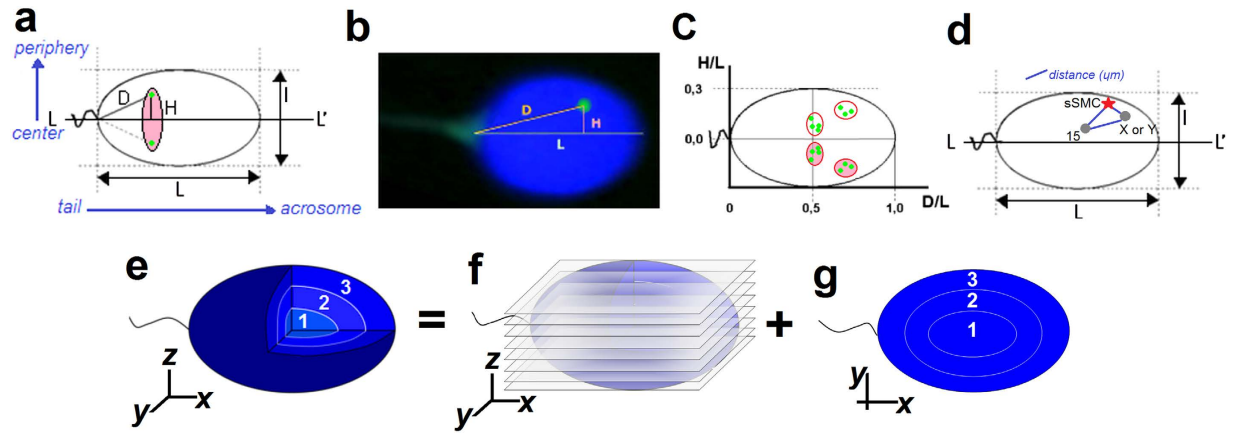 a
periphery
center
D
H
l
L
L'
L
tail
acrosome
b
D
H
L
c
H/L
0,3
0,0
0
0,5
1,0
D/L
d
distance (μm)
sSMC
15
X or Y
l
L
L'
L
e
3
2
1
z
y
x
=
f
z
y
x
+
g
3
2
1
y
x